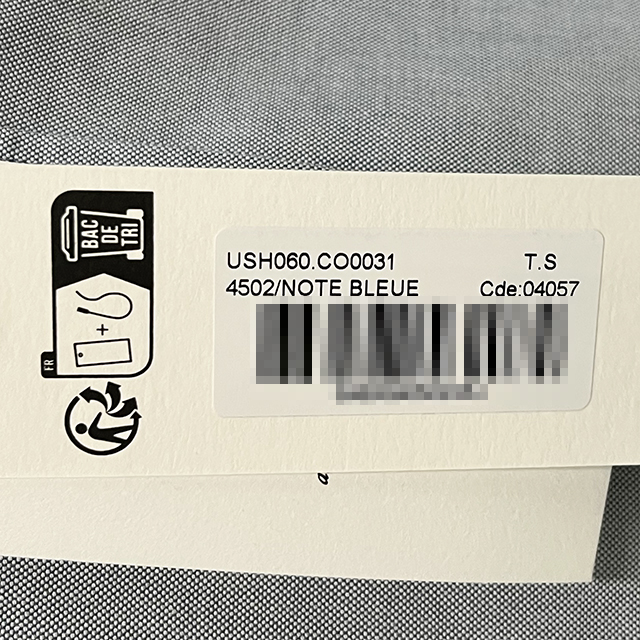 BAC
DE
TRI
+
FR
USH060.CO0031 T.S
4502/NOTE BLEUE Cde:04057
a